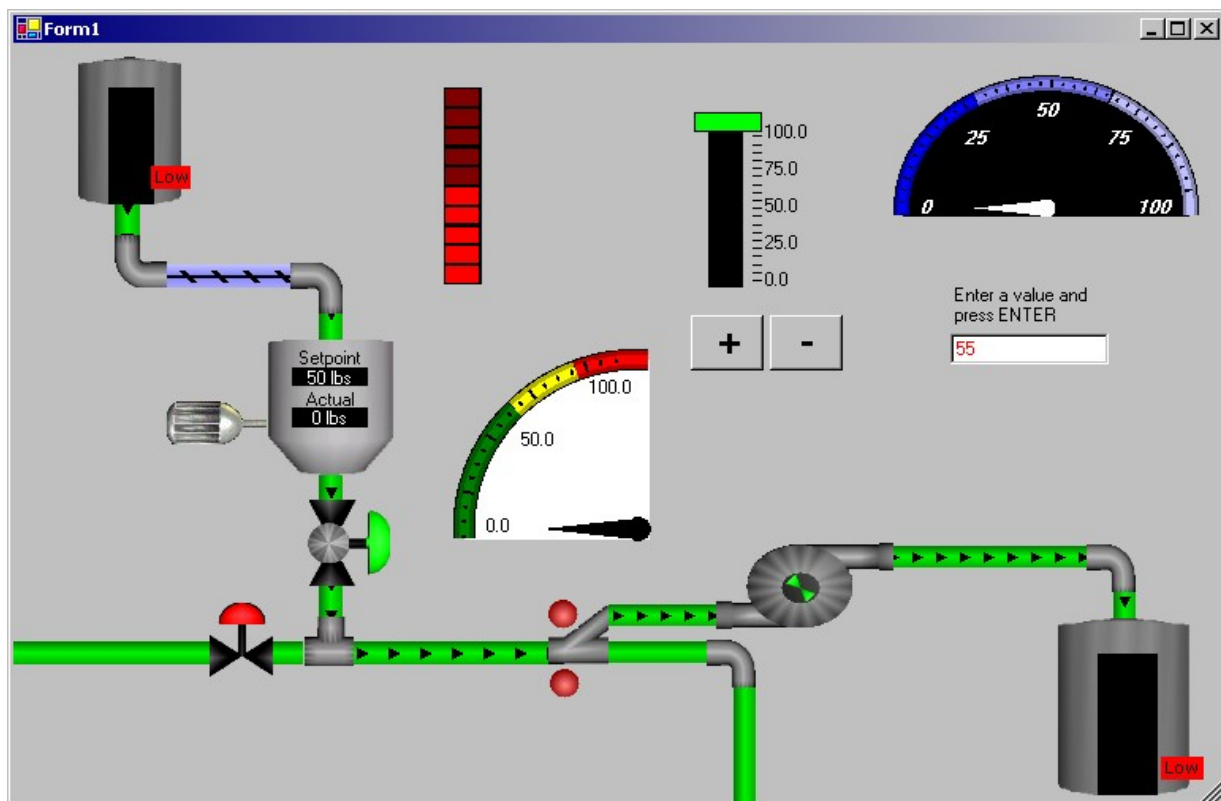 Form1
Low
100.0
75.0
50.0
25.0
0.0
0
25
50
75
100
Enter a value and
press ENTER
55
+
-
Setpoint
50 lbs
Actual
0 lbs
0.0
50.0
100.0
Low